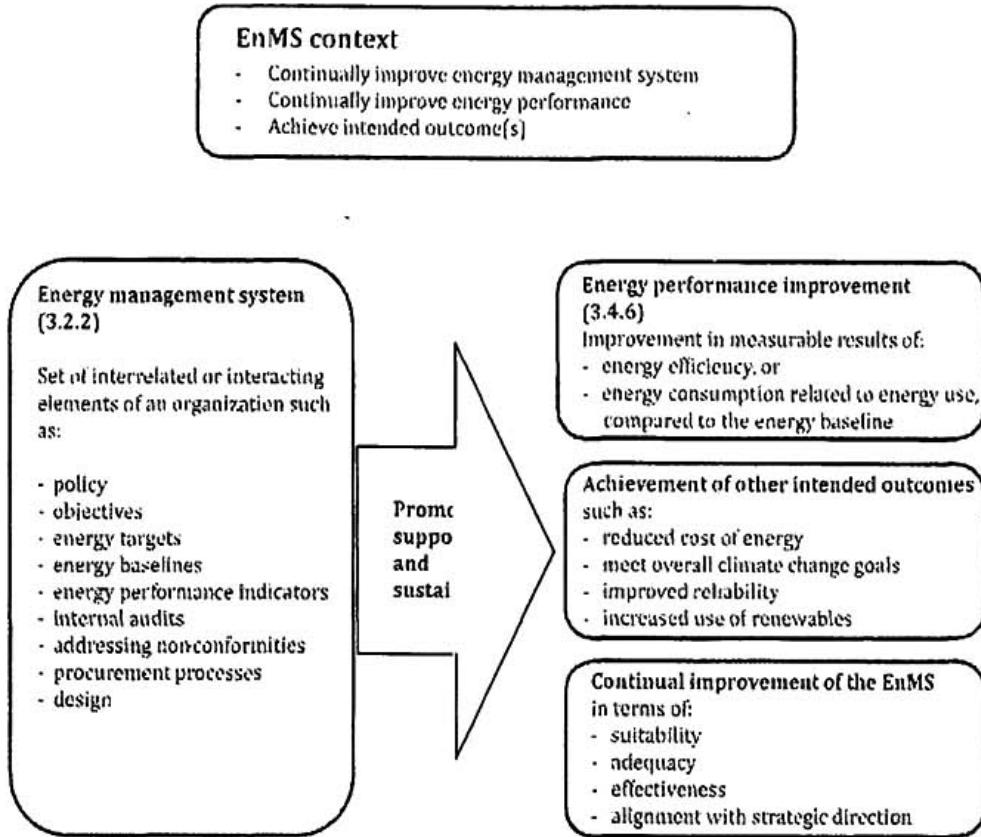 EnMS context
- Continually improve energy management system
- Continually improve energy performance
- Achieve intended outcome(s)
Energy management system
(3.2.2)
Set of interrelated or interacting
elements of an organization such
as:
- policy
- objectives
- energy targets
- energy baselines
- energy performance indicators
- internal audits
- addressing nonconformities
- procurement processes
- design
Promo
suppo
and
sustai
Energy performance improvement
(3.4.6)
Improvement in measurable results of:
- energy efficiency, or
- energy consumption related to energy use,
compared to the energy baseline
Achievement of other intended outcomes
such as:
- reduced cost of energy
- meet overall climate change goals
- improved reliability
- increased use of renewables
Continual improvement of the EnMS
in terms of:
- suitability
- adequacy
- effectiveness
- alignment with strategic direction